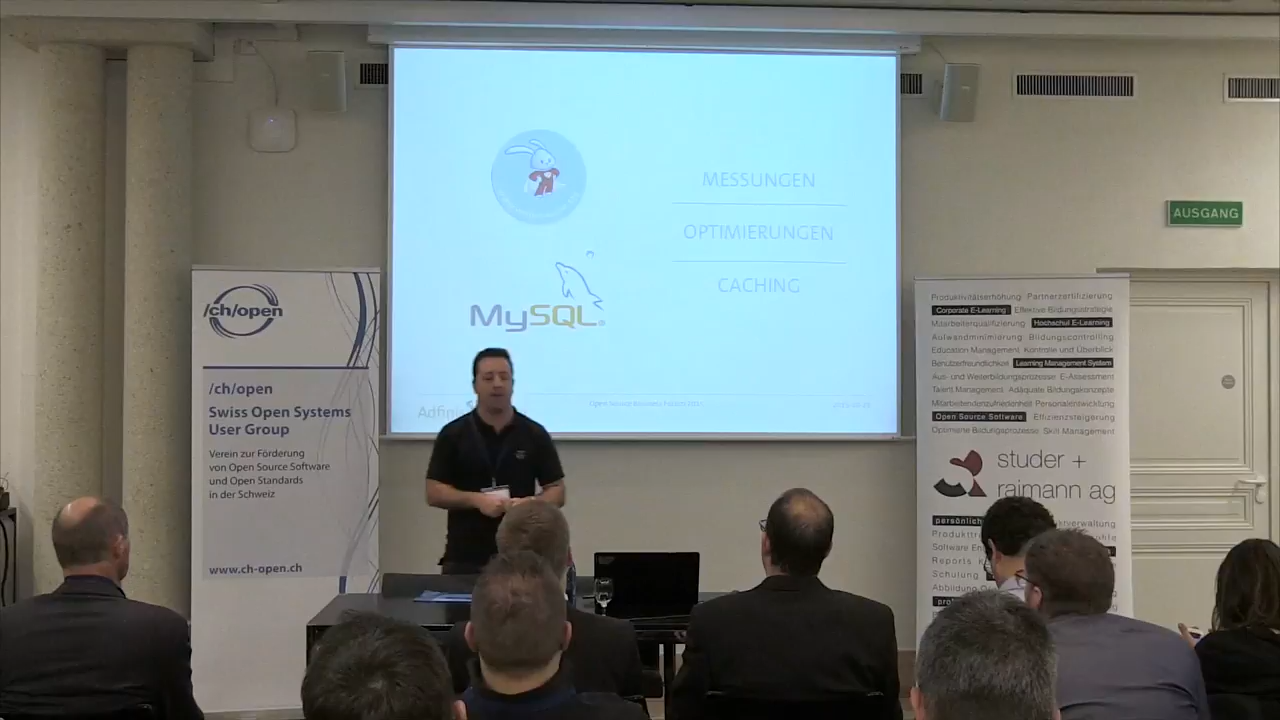 MESSUNGEN
OPTIMIERUNGEN
CACHING
MySQL
AUSGANG
/ch/open
/ch/open
Swiss Open Systems
User Group
Verein zur Förderung
von Open Source Software
und Open Standards
in der Schweiz
www.ch-open.ch
Produktivitätserhöhung Partnerzertifizierung
Corporate E-Learning Effektive Bildungsstrategie
Mitarbeiterqualifizierung Hochschul E-Learning
Aufwandminimierung Bildungscontrolling
Education Management Kontrolle und Überblick
Benutzerfreundlichkeit Learning Management System
Aus- und Weiterbildungsprozesse E-Assessment
Talent Management Adäquate Bildungskonzepte
Mitarbeitendenzufriedenheit Personalentwicklung
Open Source Software Effizienzsteigerung
Optimierte Bildungsprozesse Skill Management
studer +
raimann ag
Reports
Schulung